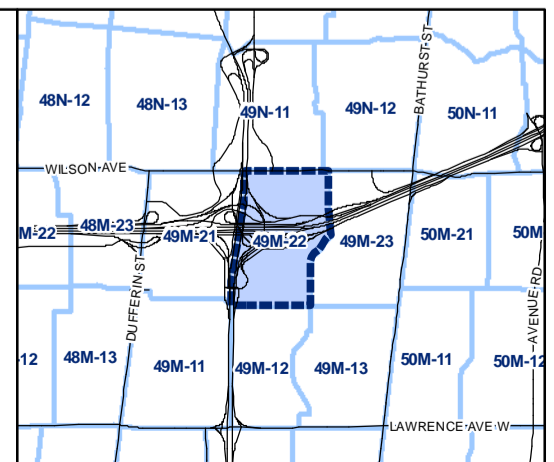 48N-12
48N-13
49N-11
49N-12
50N-11
BATHURST ST
WILSON AVE
M-22
48M-23
49M-21
49M-22
49M-23
50M-21
50M
DUFFERIN ST
AVENUE RD
12
48M-13
49M-11
49M-12
49M-13
50M-11
50M-12
LAWRENCE AVE W